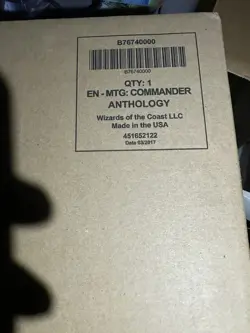 B76740000
B76740000
QTY: 1
EN - MTG: COMMANDER
ANTHOLOGY
Wizards of the Coast LLC
Made in the USA
451652122
Date 03/2017